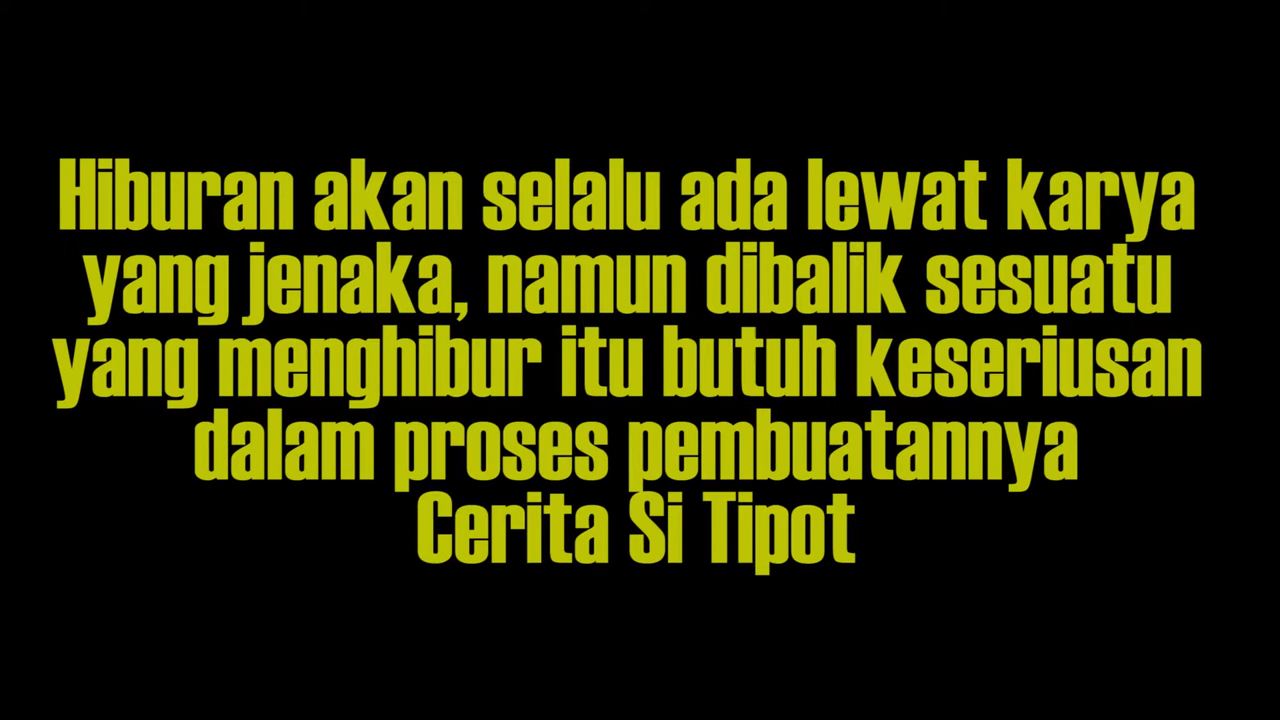 Hiburan akan selalu ada lewat karya
yang jenaka, namun dibalik sesuatu
yang menghibur itu butuh keseriusan
dalam proses pembuatannya
Cerita Si Tipot